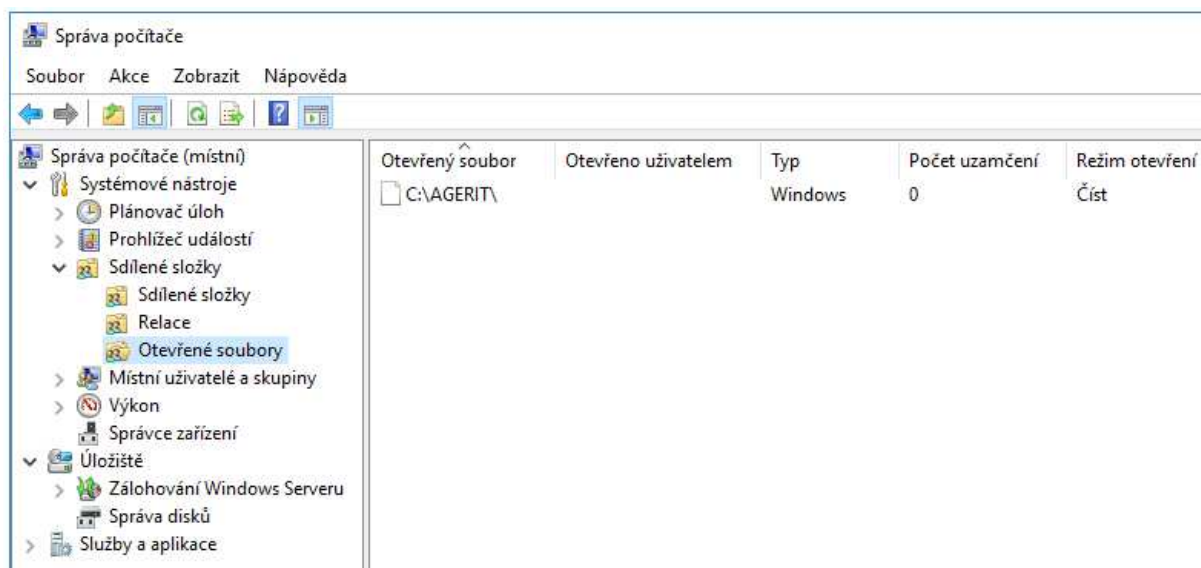 Správa počítače
Soubor Akce Zobrazit Nápověda
Správa počítače (místní)
Systémové nástroje
Plánovač úloh
Prohlížeč událostí
Sdílené složky
Sdílené složky
Relace
Otevřené soubory
Místní uživatelé a skupiny
Výkon
Správce zařízení
Úložiště
Zálohování Windows Serveru
Správa disků
Služby a aplikace
Otevřený soubor Otevřeno uživatelem Typ Počet uzamčení Režim otevření
C:\AGERIT\ Windows 0 Číst